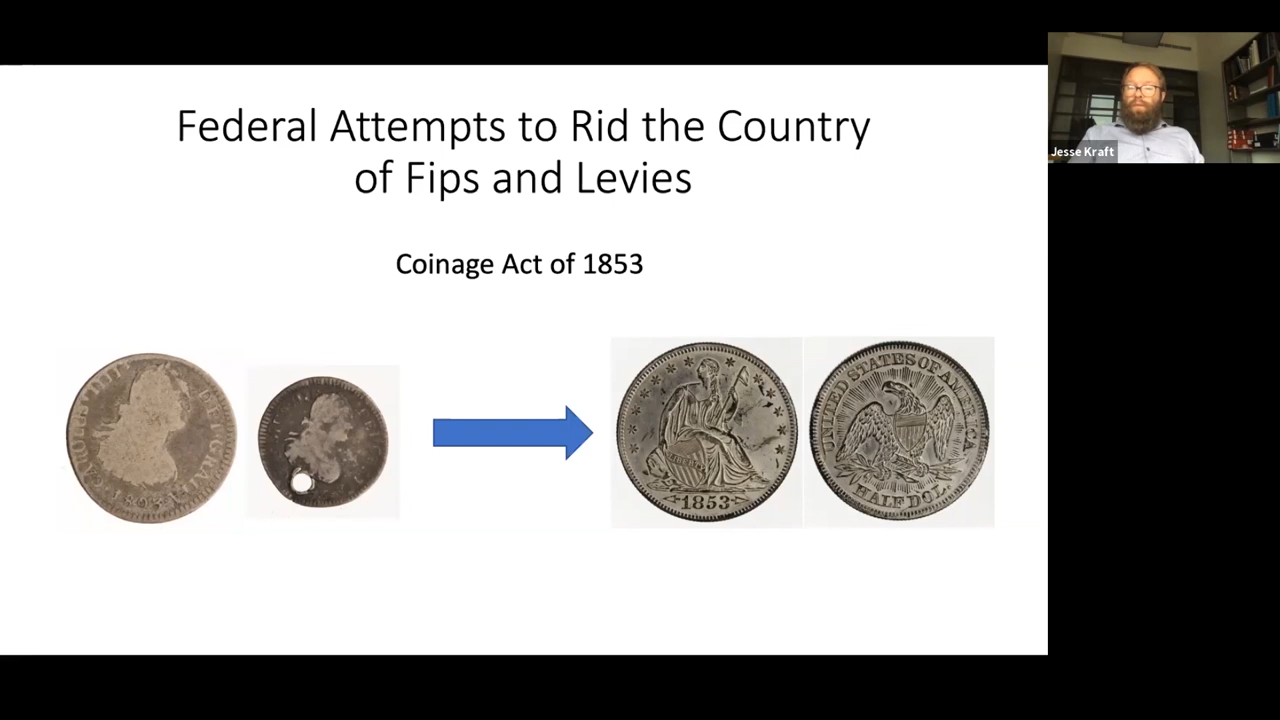 Federal Attempts to Rid the Country
of Fips and Levies
Coinage Act of 1853
1853
UNITED STATES OF AMERICA
HALF DOL.
Jesse Kraft